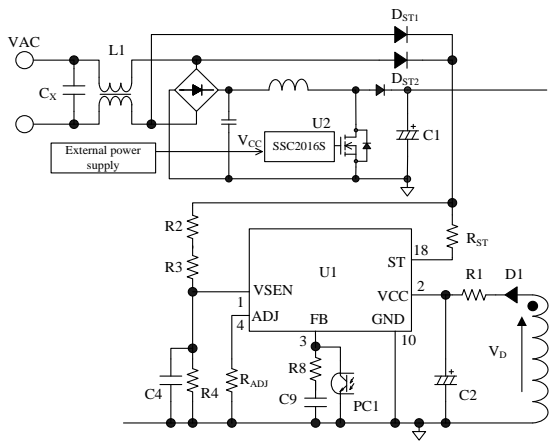 DST1
VAC
L1
CX
DST2
U2
C1
External power
supply
VCC
SSC2016S
R2
RST
R3
18
ST
U1
2
R1
D1
VSEN
VCC
1
ADJ
4
FB
GND
3
10
VD
R8
C4
R4
RADJ
C9
PC1
C2